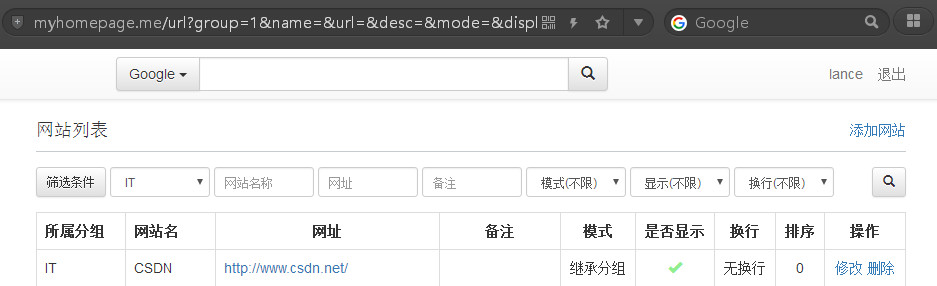 myhomepage.me/url?group=1&name=&url=&desc=&mode=&displ
Google
Google
lance 退出
网站列表 添加网站
筛选条件 IT 网站名称 网址 备注 模式(不限) 显示(不限) 换行(不限)
所属分组 网站名 网址 备注 模式 是否显示 换行 排序 操作
IT CSDN http://www.csdn.net/ 继承分组 无换行 0 修改 删除